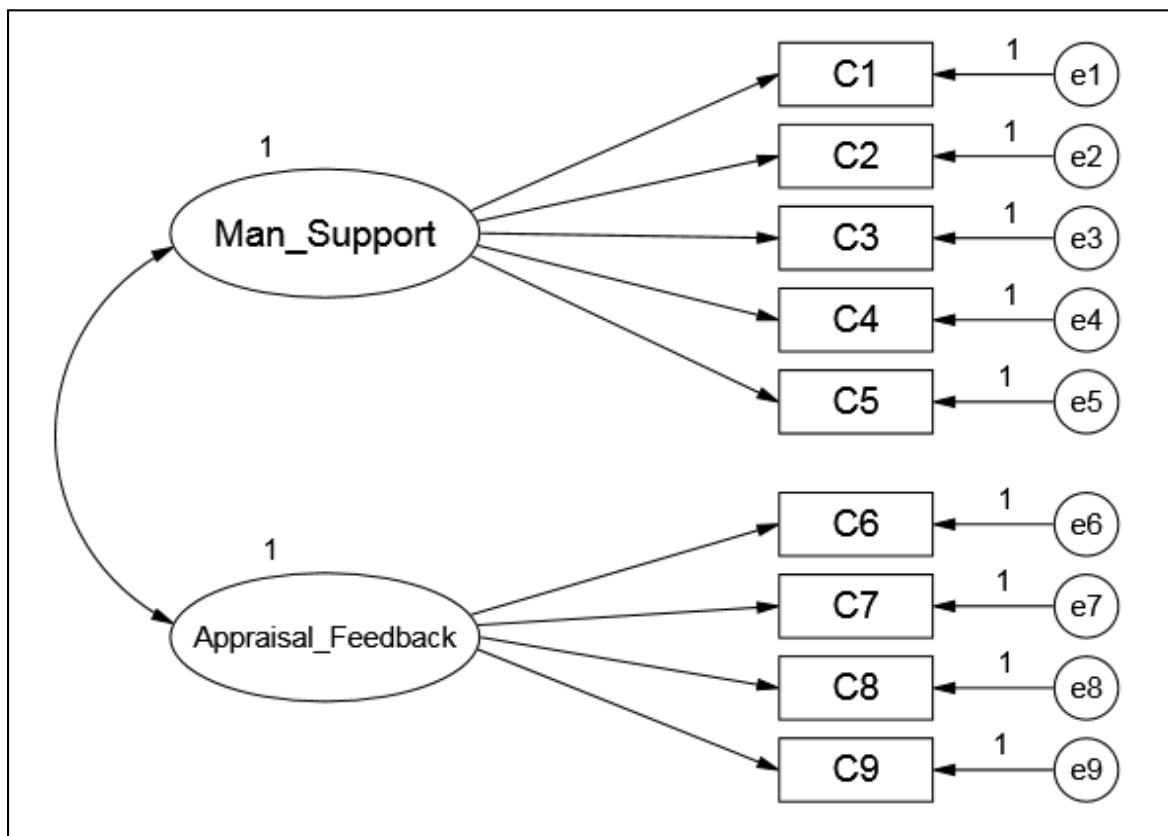 C1
1
e1
1
Man_Support
C2
1
e2
C3
1
e3
C4
1
e4
C5
1
e5
1
Appraisal_Feedback
C6
1
e6
C7
1
e7
C8
1
e8
C9
1
e9